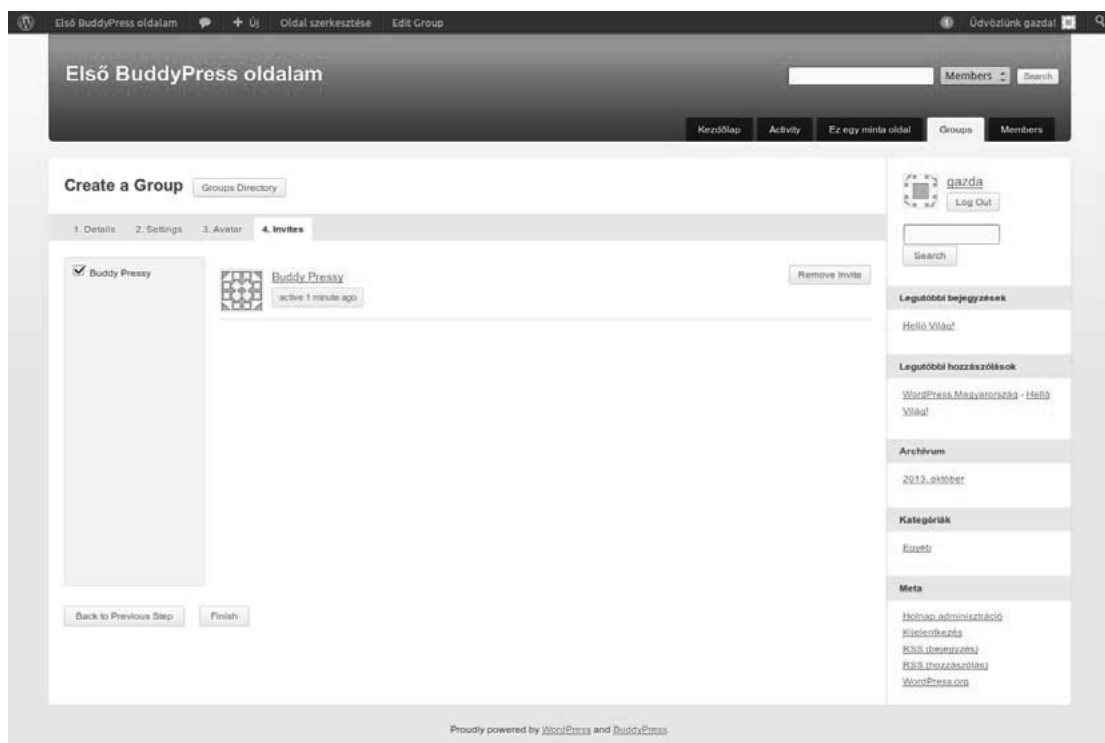 Első BuddyPress oldalam Új Oldal szerkesztése Edit Group 1 Üdvözlünk gazda!
Első BuddyPress oldalam
Members Search
Kezdőlap Activity Ez egy minta oldal Groups Members
Create a Group Groups Directory
1. Details 2. Settings 3. Avatar 4. Invites
Buddy Pressy
Buddy Pressy
active 1 minute ago
Remove Invite
Back to Previous Step Finish
gazda
Log Out
Search
Legutóbbi bejegyzések
Helló Világ!
Legutóbbi hozzászólások
WordPress Magyarország - Helló
Világ!
Archívum
2013. október
Kategóriák
Egyéb
Meta
Honlap adminisztráció
Kijelentkezés
RSS (bejegyzés)
RSS (hozzászólás)
WordPress.org
Proudly powered by WordPress and BuddyPress.